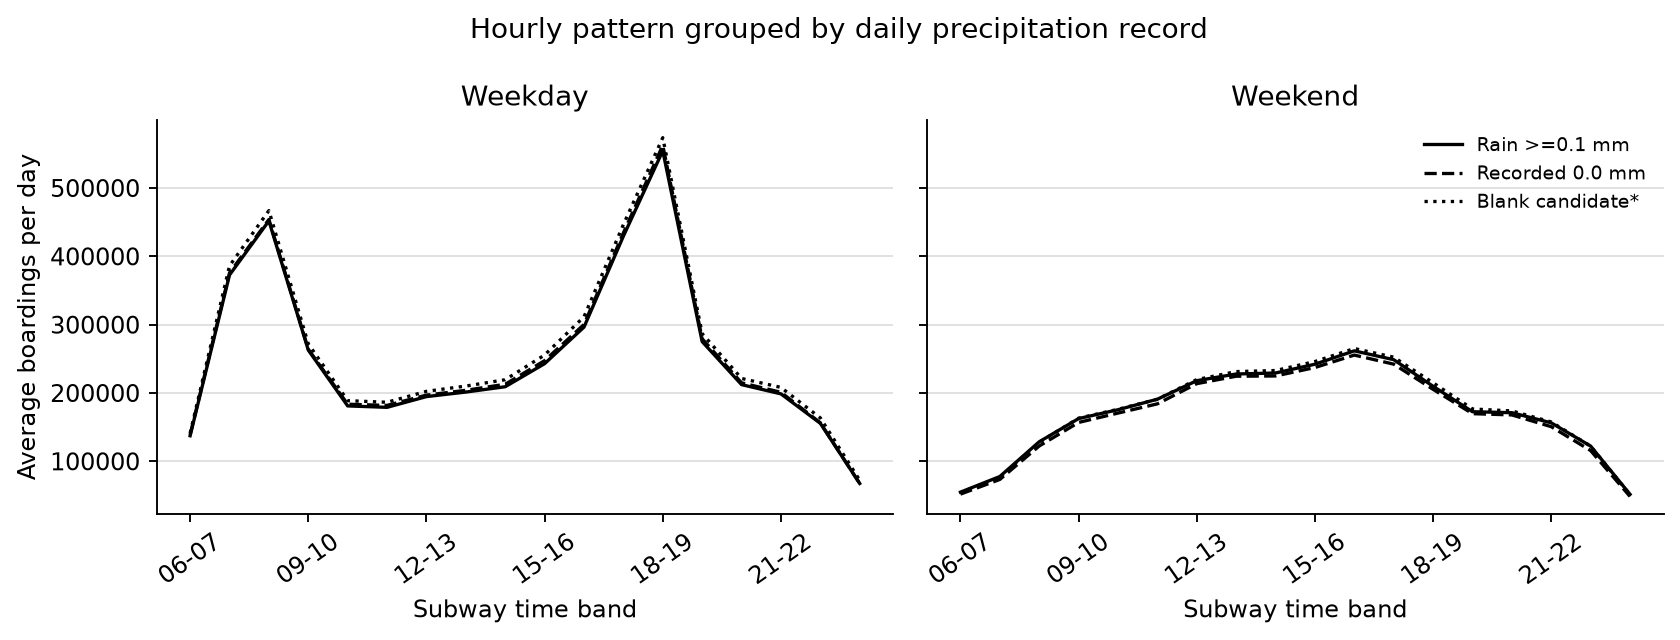 Hourly pattern grouped by daily precipitation record
Weekday
Average boardings per day
500000
400000
300000
200000
100000
06-07
09-10
12-13
15-16
18-19
21-22
Subway time band
Weekend
Rain >=0.1 mm
Recorded 0.0 mm
Blank candidate*
06-07
09-10
12-13
15-16
18-19
21-22
Subway time band